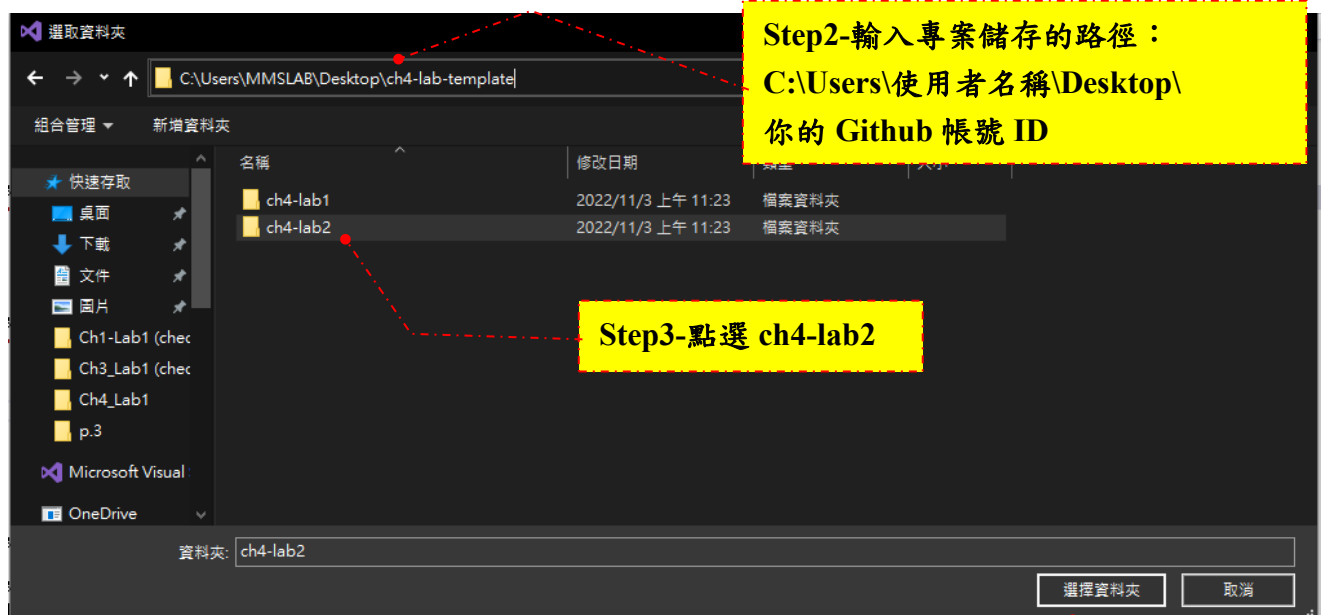 選取資料夾
Step2-輸入專案儲存的路徑：
C:\Users\使用者名稱\Desktop\
你的 Github 帳號 ID
C:\Users\MMSLAB\Desktop\ch4-lab-template
組合管理 新增資料夾
名稱 修改日期
快速存取
ch4-lab1 2022/11/3 上午 11:23 檔案資料夾
桌面
ch4-lab2 2022/11/3 上午 11:23 檔案資料夾
下載
文件
圖片
Step3-點選 ch4-lab2
Ch1-Lab1 (chec
Ch3_Lab1 (chec
Ch4_Lab1
p.3
Microsoft Visual
OneDrive
資料夾: ch4-lab2
選擇資料夾 取消